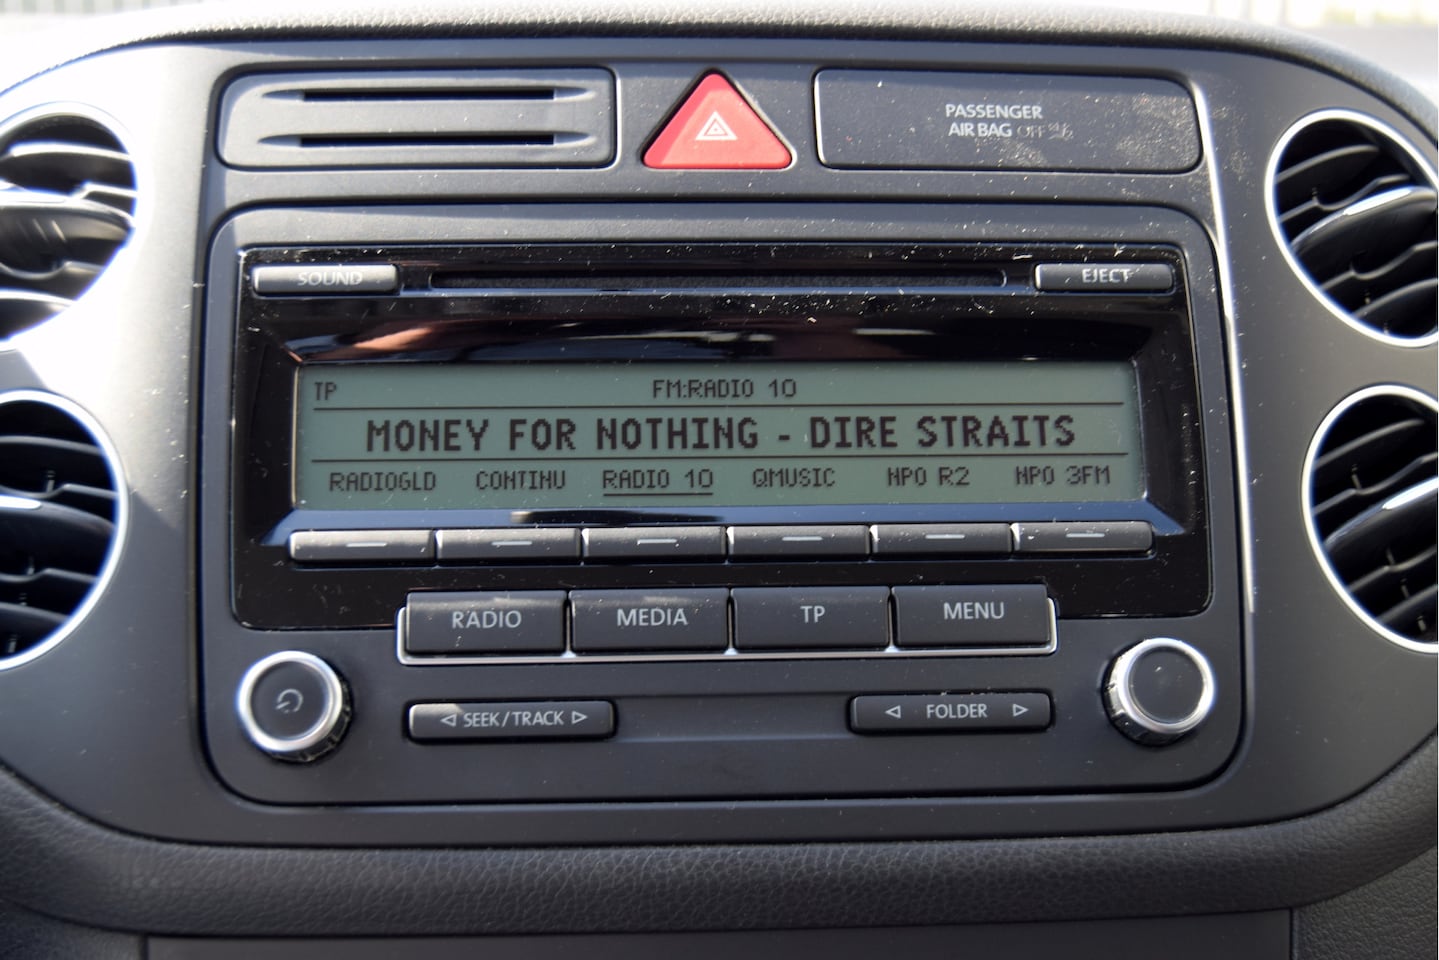 PASSENGER
AIR BAG OFF
SOUND
EJECT
TP FM:RADIO 10
MONEY FOR NOTHING - DIRE STRAITS
RADIOGLD CONTINU RADIO 10 QMUSIC NPO R2 NPO 3FM
RADIO MEDIA TP MENU
SEEK/TRACK
FOLDER